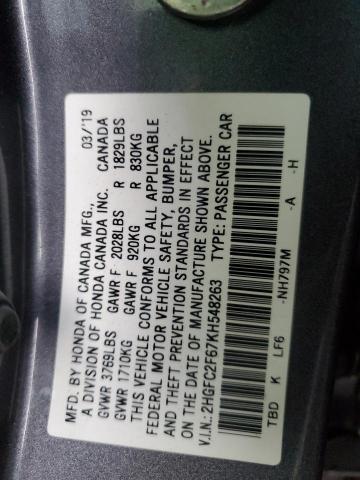 MFD. BY HONDA OF CANADA MFG., 03/'19
A DIVISION OF HONDA CANADA INC. CANADA
GVWR 3769LBS GAWR F 2028LBS R 1829LBS
GVWR 1710KG GAWR F 920KG R 830KG
THIS VEHICLE CONFORMS TO ALL APPLICABLE
FEDERAL MOTOR VEHICLE SAFETY, BUMPER,
AND THEFT PREVENTION STANDARDS IN EFFECT
ON THE DATE OF MANUFACTURE SHOWN ABOVE.
V.I.N.: 2HGFC2F67KH548263 TYPE: PASSENGER CAR
TBD K LF6 -NH797M -A -H